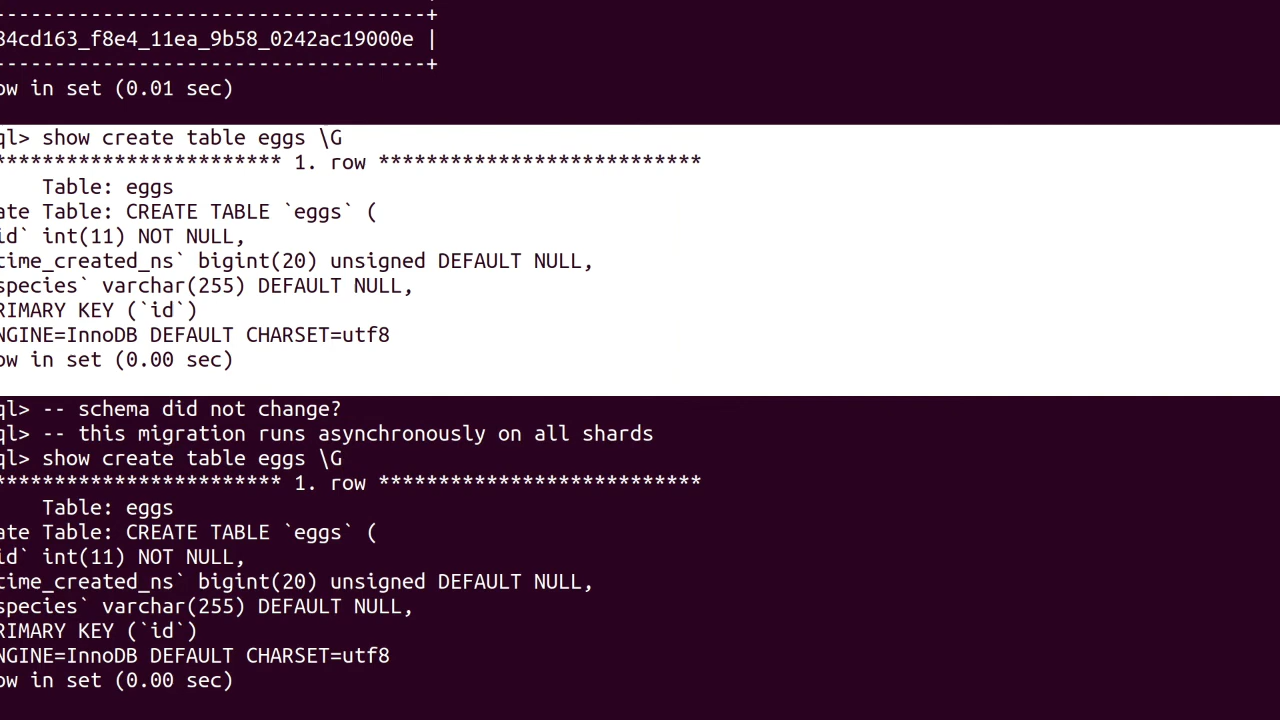 ------------------------------------+
34cd163_f8e4_11ea_9b58_0242ac19000e |
------------------------------------+
ow in set (0.01 sec)
ql> show create table eggs \G
************************ 1. row ***************************
Table: eggs
ate Table: CREATE TABLE `eggs` (
id` int(11) NOT NULL,
time_created_ns` bigint(20) unsigned DEFAULT NULL,
species` varchar(255) DEFAULT NULL,
RIMARY KEY (`id`)
NGINE=InnoDB DEFAULT CHARSET=utf8
ow in set (0.00 sec)
ql> -- schema did not change?
ql> -- this migration runs asynchronously on all shards
ql> show create table eggs \G
************************ 1. row ***************************
Table: eggs
ate Table: CREATE TABLE `eggs` (
id` int(11) NOT NULL,
time_created_ns` bigint(20) unsigned DEFAULT NULL,
species` varchar(255) DEFAULT NULL,
RIMARY KEY (`id`)
NGINE=InnoDB DEFAULT CHARSET=utf8
ow in set (0.00 sec)